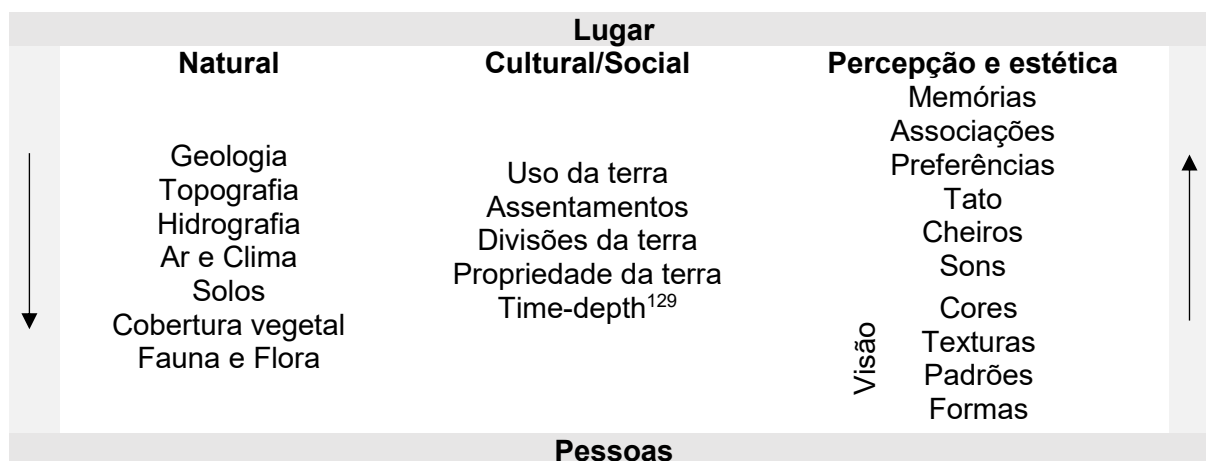 Lugar
Natural
Geologia
Topografia
Hidrografia
Ar e Clima
Solos
Cobertura vegetal
Fauna e Flora
Cultural/Social
Uso da terra
Assentamentos
Divisões da terra
Propriedade da terra
Time-depth129
Percepção e estética
Memórias
Associações
Preferências
Tato
Cheiros
Sons
Visão
Cores
Texturas
Padrões
Formas
Pessoas